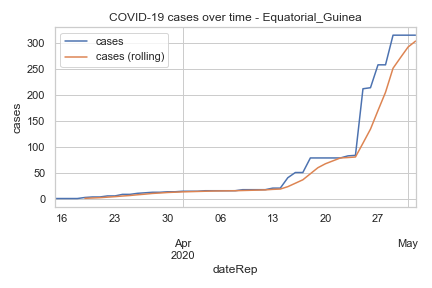 COVID-19 cases over time - Equatorial_Guinea
cases
cases (rolling)
300
250
200
150
100
50
0
cases
16 23 30 06 13 20 27
Apr May
2020
dateRep